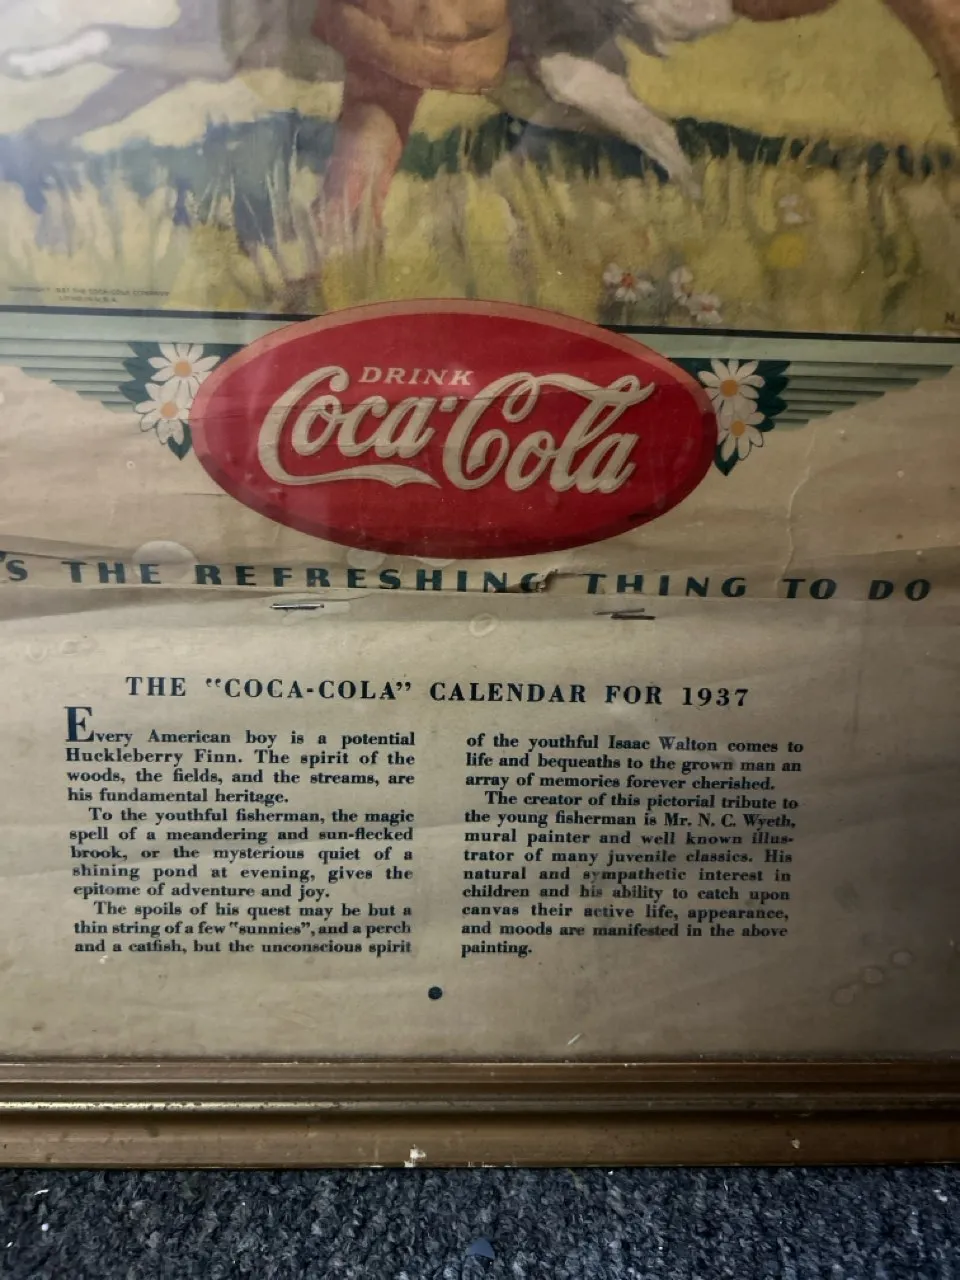 COPYRIGHT 1937 THE COCA-COLA COMPANY
DRINK
Coca-Cola
'S THE REFRESHING THING TO DO
THE "COCA-COLA" CALENDAR FOR 1937
Every American boy is a potential
Huckleberry Finn. The spirit of the
woods, the fields, and the streams, are
his fundamental heritage.
To the youthful fisherman, the magic
spell of a meandering and sun-flecked
brook, or the mysterious quiet of a
shining pond at evening, gives the
epitome of adventure and joy.
The spoils of his quest may be but a
thin string of a few "sunnies", and a perch
and a catfish, but the unconscious spirit
of the youthful Isaac Walton comes to
life and bequeaths to the grown man an
array of memories forever cherished.
The creator of this pictorial tribute to
the young fisherman is Mr. N. C. Wyeth,
mural painter and well known illus-
trator of many juvenile classics. His
natural and sympathetic interest in
children and his ability to catch upon
canvas their active life, appearance,
and moods are manifested in the above
painting.